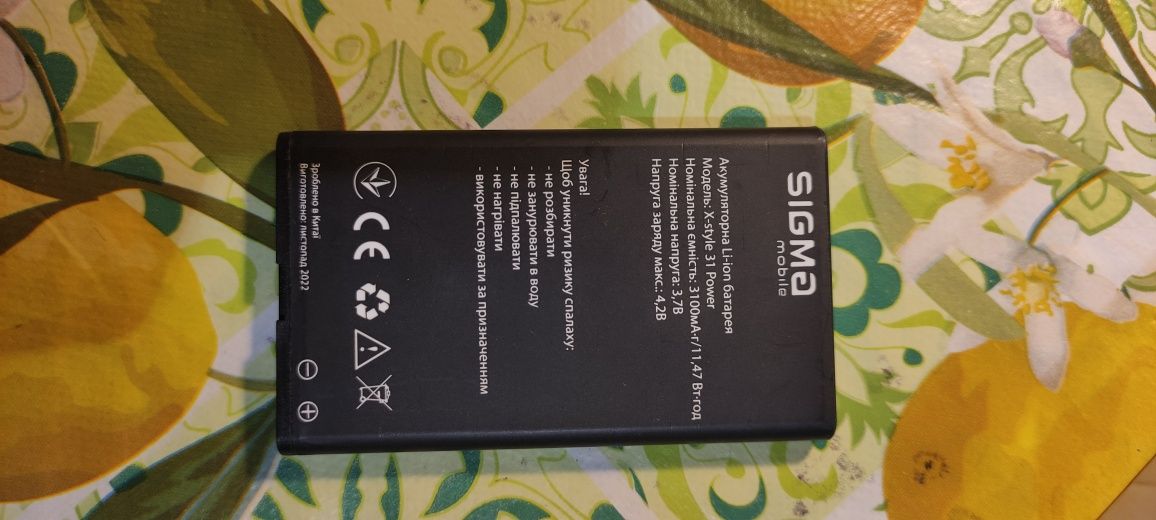 SIGMA
mobile
Акумуляторна Li-ion батарея
Модель: X-style 31 Power
Номінальна ємність: 3100мА·г/11,47 Вт·год
Номінальна напруга: 3,7В
Напруга заряду макс.: 4,2В
Увага!
Щоб уникнути ризику спалаху:
- не розбирати
- не занурювати в воду
- не підпалювати
- не нагрівати
- використовувати за призначенням
CE
Зроблено в Китаї
Виготовлено: листопад 2022